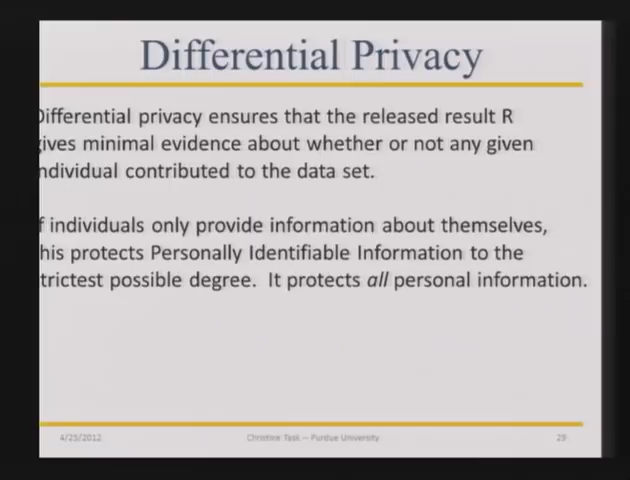 Differential Privacy
Differential privacy ensures that the released result R
gives minimal evidence about whether or not any given
ndividual contributed to the data set.
f individuals only provide information about themselves,
his protects Personally Identifiable Information to the
trictest possible degree. It protects all personal information.
4/25/2012
Christine Task -- Purdue University
29